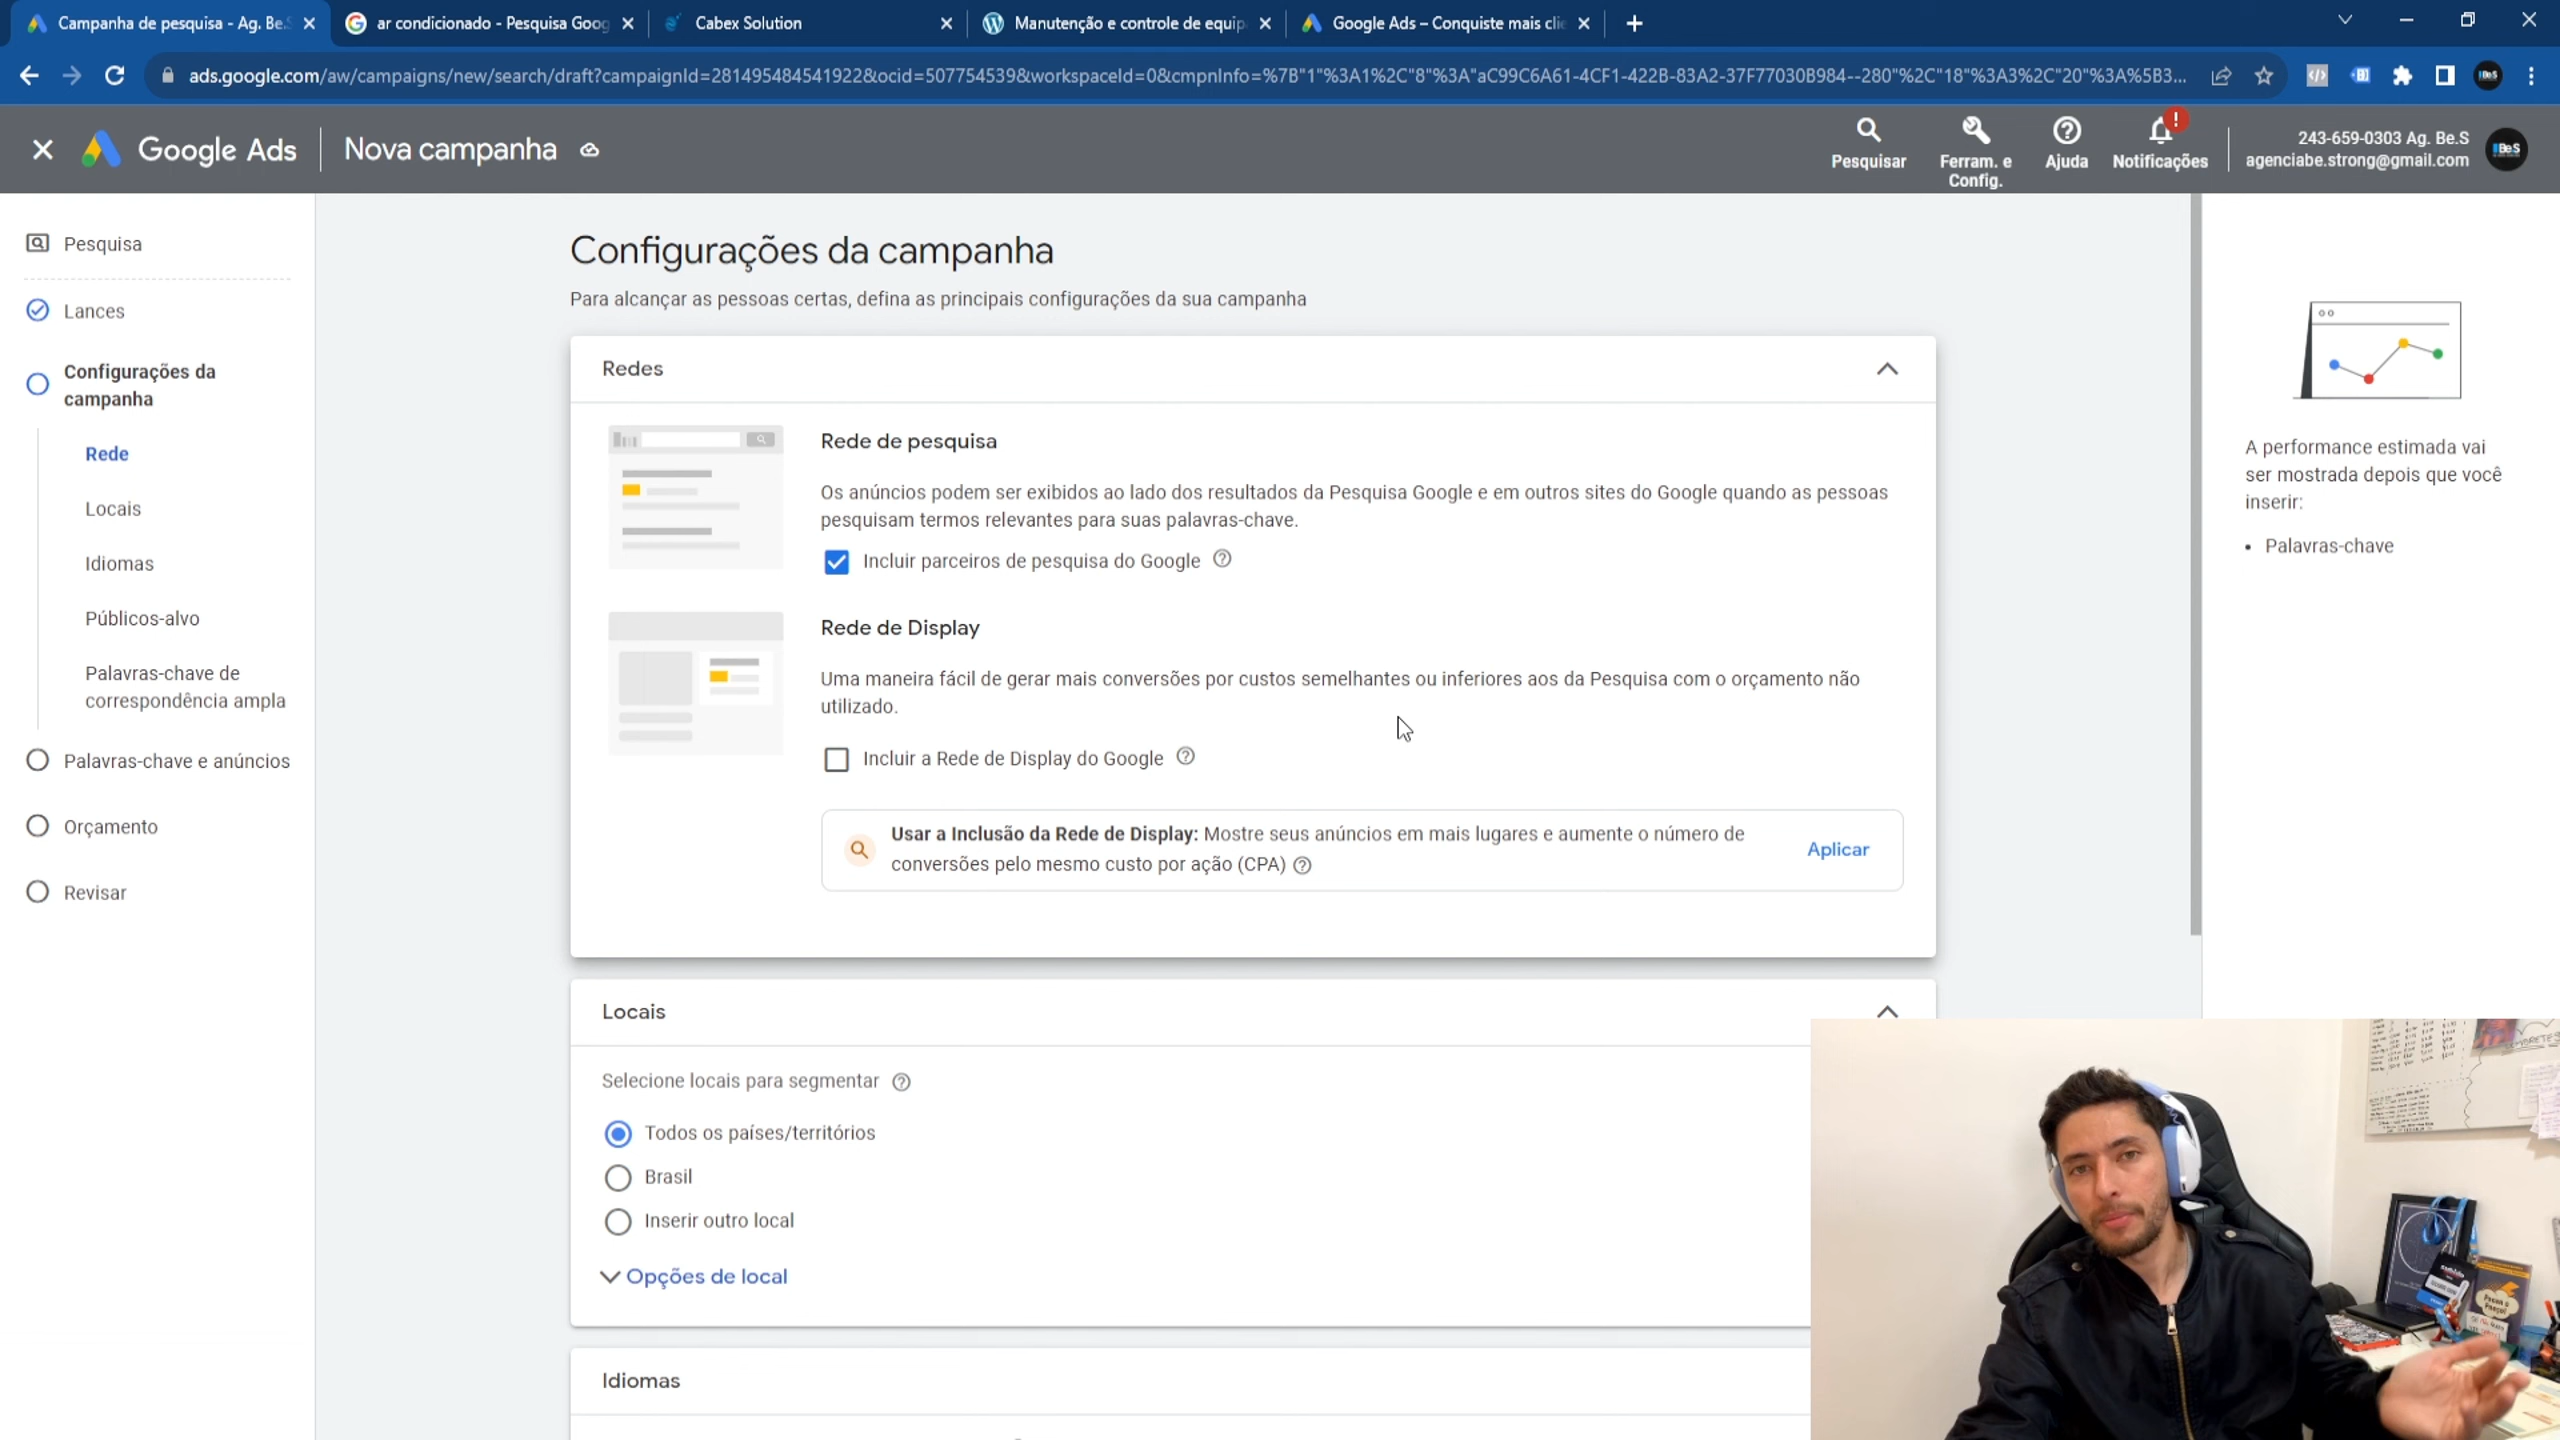 Campanha de pesquisa - Ag. Be.S
ar condicionado - Pesquisa Goog
Cabex Solution
Manutenção e controle de equip
Google Ads – Conquiste mais clie
ads.google.com/aw/campaigns/new/search/draft?campaignId=281495484541922&ocid=507754539&workspaceId=0&cmpnInfo=%7B"1"%3A1%2C"8"%3A"aC99C6A61-4CF1-422B-83A2-37F77030B984--280"%2C"18"%3A3%2C"20"%3A%5B3...
Google Ads
Nova campanha
Pesquisar
Ferram. e
Config.
Ajuda
Notificações
243-659-0303 Ag. Be.S
agenciabe.strong@gmail.com
Be.S
Pesquisa
Lances
Configurações da
campanha
Rede
Locais
Idiomas
Públicos-alvo
Palavras-chave de
correspondência ampla
Palavras-chave e anúncios
Orçamento
Revisar
Configurações da campanha
Para alcançar as pessoas certas, defina as principais configurações da sua campanha
Redes
Rede de pesquisa
Os anúncios podem ser exibidos ao lado dos resultados da Pesquisa Google e em outros sites do Google quando as pessoas
pesquisam termos relevantes para suas palavras-chave.
Incluir parceiros de pesquisa do Google
Rede de Display
Uma maneira fácil de gerar mais conversões por custos semelhantes ou inferiores aos da Pesquisa com o orçamento não
utilizado.
Incluir a Rede de Display do Google
Usar a Inclusão da Rede de Display: Mostre seus anúncios em mais lugares e aumente o número de
conversões pelo mesmo custo por ação (CPA)
Aplicar
Locais
Selecione locais para segmentar
Todos os países/territórios
Brasil
Inserir outro local
Opções de local
Idiomas
A performance estimada vai
ser mostrada depois que você
inserir:
• Palavras-chave